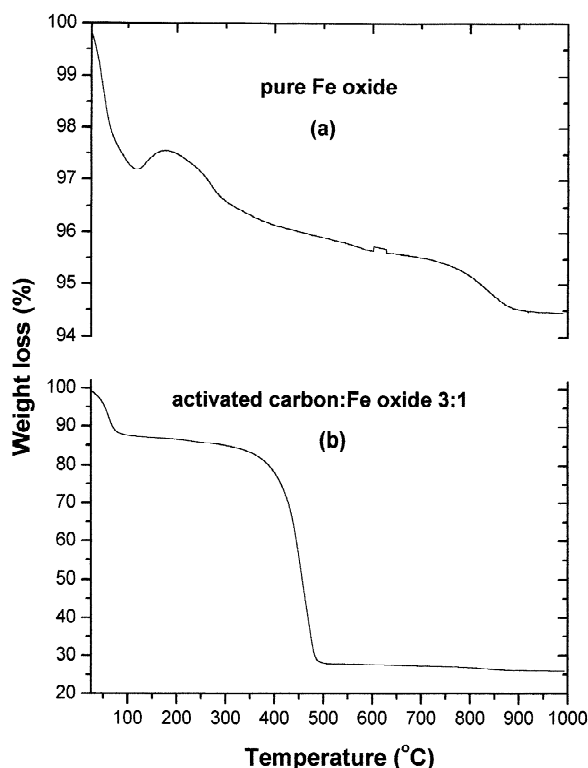 100
99
98
97
96
95
94
pure Fe oxide
(a)
Weight loss (%)
100
90
80
70
60
50
40
30
20
activated carbon:Fe oxide 3:1
(b)
100 200 300 400 500 600 700 800 900 1000
Temperature (°C)